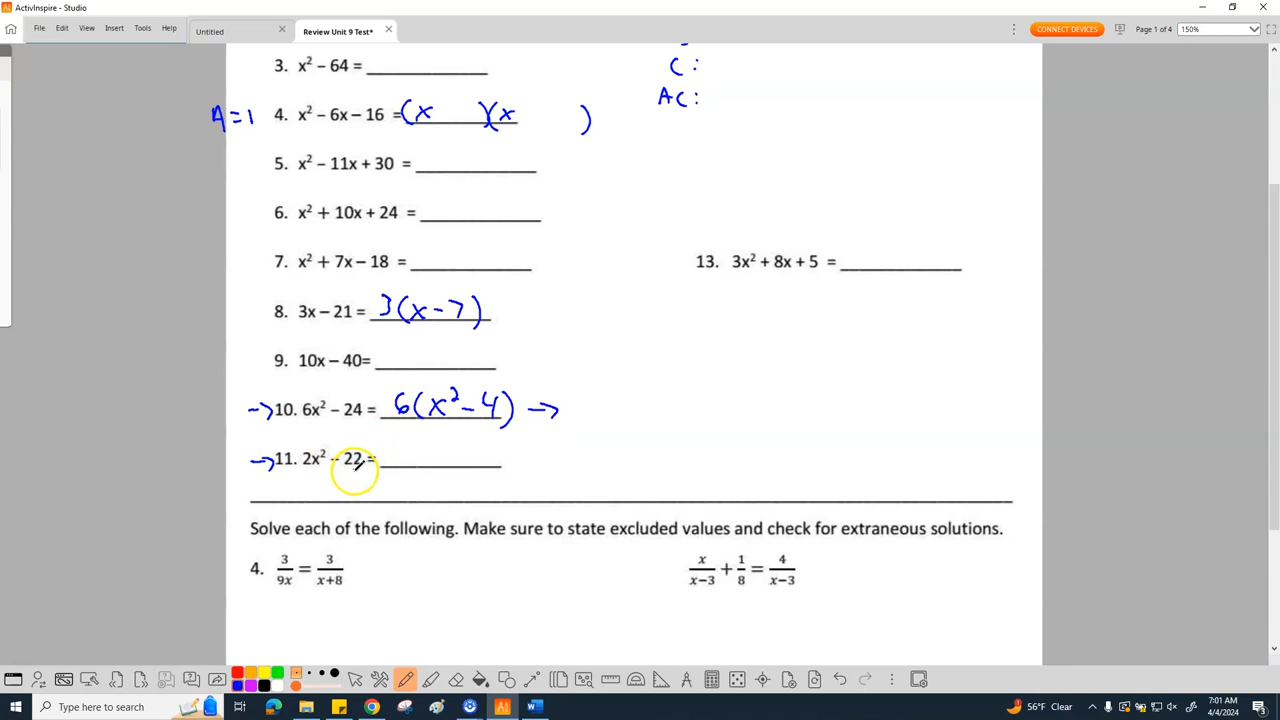 ActivInspire - Studio
File Edit View Insert Tools Help
Untitled
Review Unit 9 Test*
CONNECT DEVICES
Page 1 of 4
150%
3. x² – 64 = ____________
C :
AC :
A = 1 4. x² – 6x – 16 = (x )(x )
5. x² – 11x + 30 = ____________
6. x² + 10x + 24 = ____________
7. x² + 7x – 18 = ____________
13. 3x² + 8x + 5 = ____________
8. 3x – 21 = 3(x – 7)
9. 10x – 40= ____________
→ 10. 6x² – 24 = 6(x² – 4) →
→ 11. 2x² – 22 = ____________
Solve each of the following. Make sure to state excluded values and check for extraneous solutions.
4. 3/9x = 3/x+8
x/x−3 + 1/8 = 4/x−3
Type here to search
56°F Clear
7:01 AM
4/4/2024
3